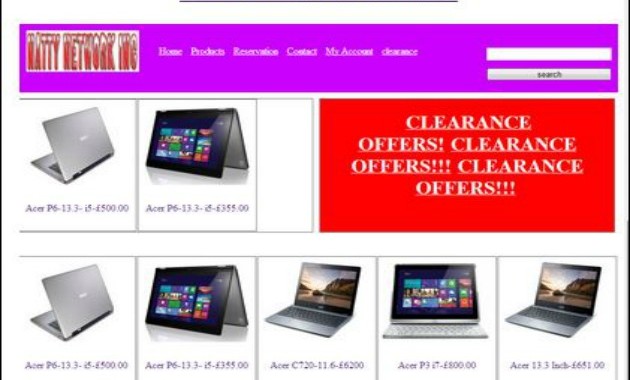 NATTY NETWORK INC
Home Products Reservation Contact My Account clearance
search
CLEARANCE
OFFERS! CLEARANCE
OFFERS!!! CLEARANCE
OFFERS!!!
Acer P6-13.3- i5-£500.00
Acer P6-13.3- i5-£355.00
Acer P6-13.3- i5-£500.00
Acer P6-13.3- i5-£355.00
Acer C720-11.6-£6200
Acer P3 i7-£800.00
Acer 13.3 Inch-£651.00